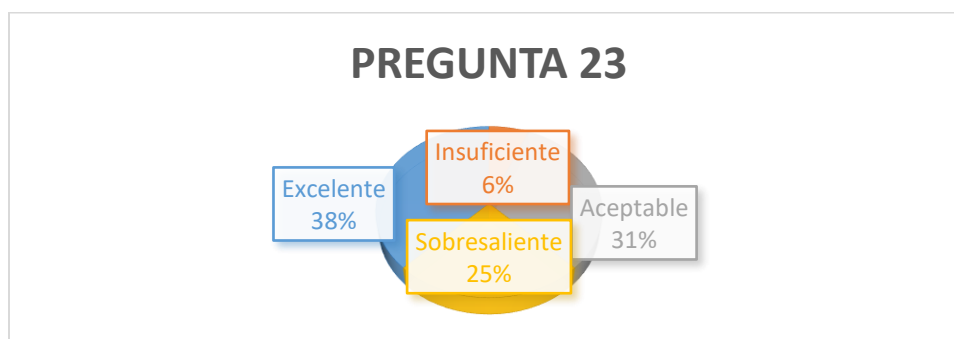 PREGUNTA 23
Insuficiente
6%
Excelente
38%
Aceptable
31%
Sobresaliente
25%